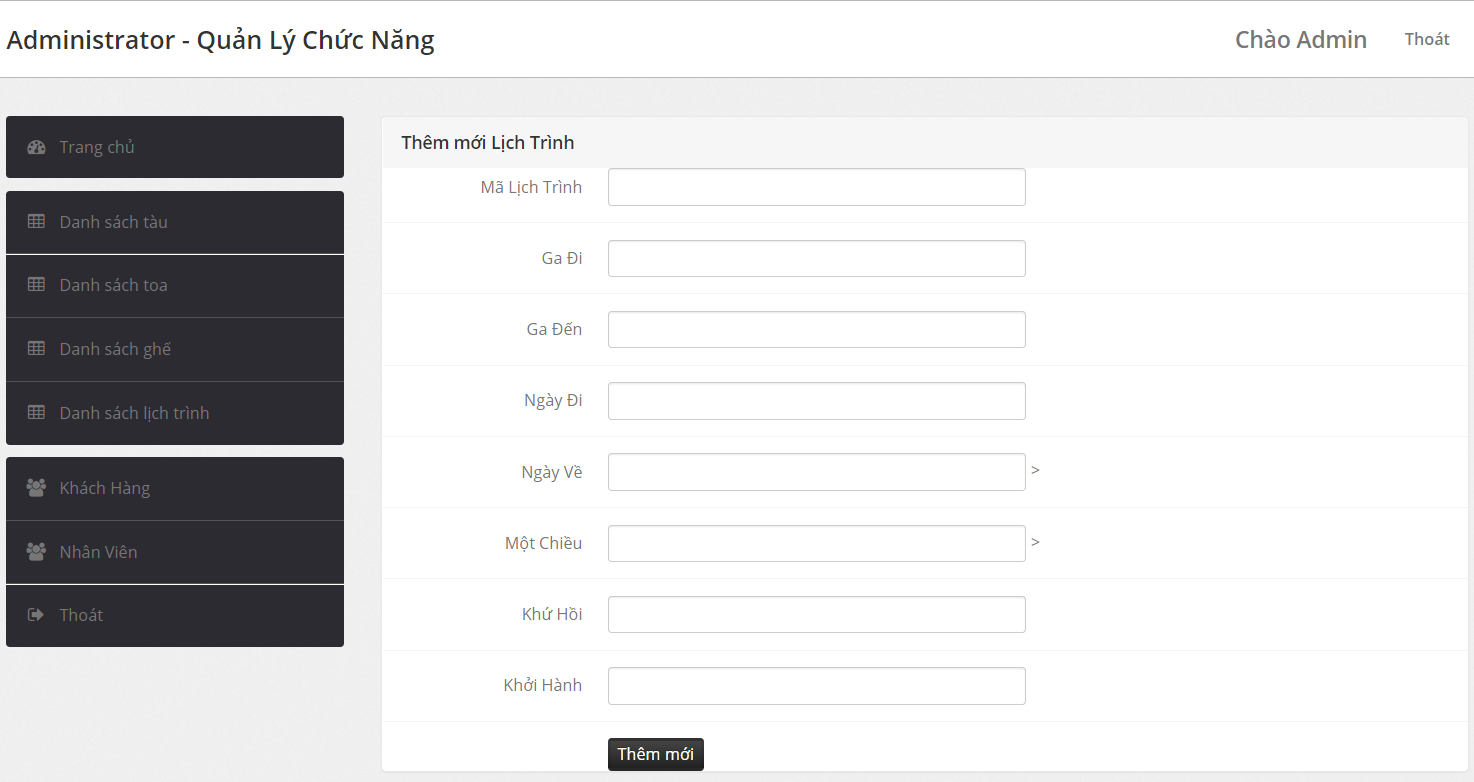 Administrator - Quản Lý Chức Năng
Chào Admin
Thoát
Trang chủ
Danh sách tàu
Danh sách toa
Danh sách ghế
Danh sách lịch trình
Khách Hàng
Nhân Viên
Thoát
Thêm mới Lịch Trình
Mã Lịch Trình
Ga Đi
Ga Đến
Ngày Đi
Ngày Về >
Một Chiều >
Khứ Hồi
Khởi Hành
Thêm mới